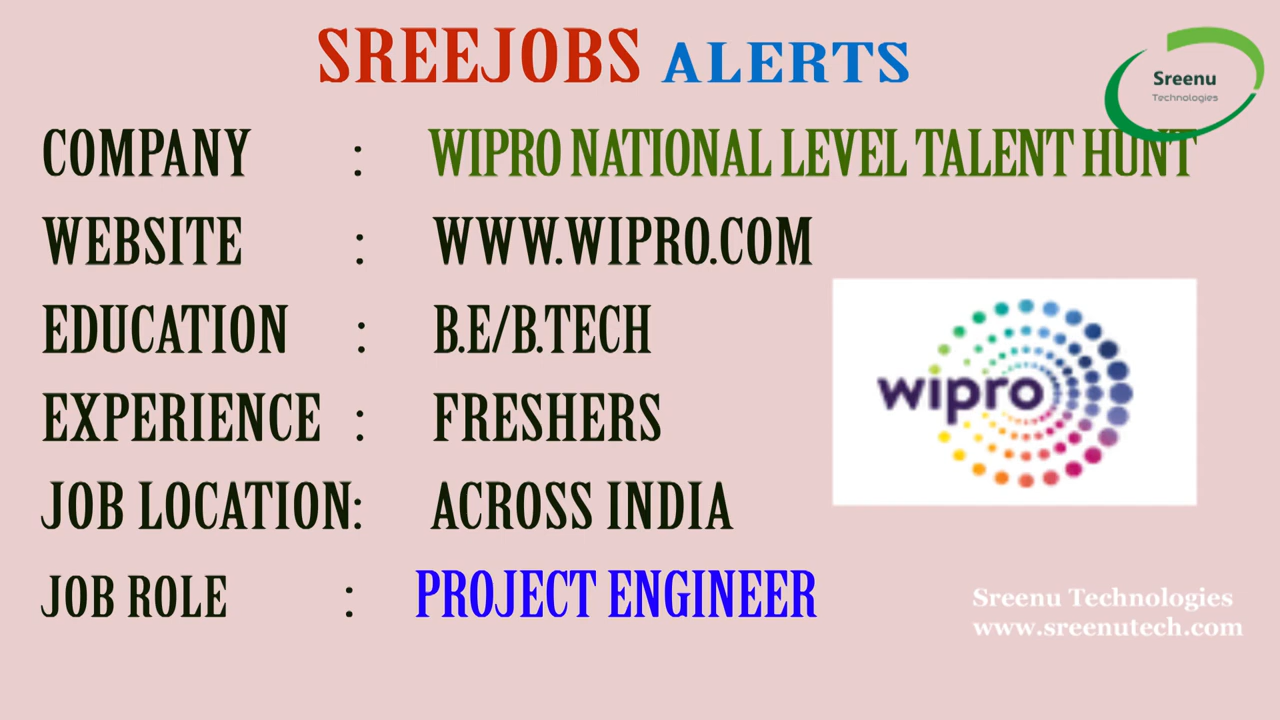 SREEJOBS ALERTS
Sreenu
Technologies
COMPANY : WIPRO NATIONAL LEVEL TALENT HUNT
WEBSITE : WWW.WIPRO.COM
EDUCATION : B.E/B.TECH
EXPERIENCE : FRESHERS
wipro
JOB LOCATION: ACROSS INDIA
JOB ROLE : PROJECT ENGINEER
Sreenu Technologies
www.sreenutech.com